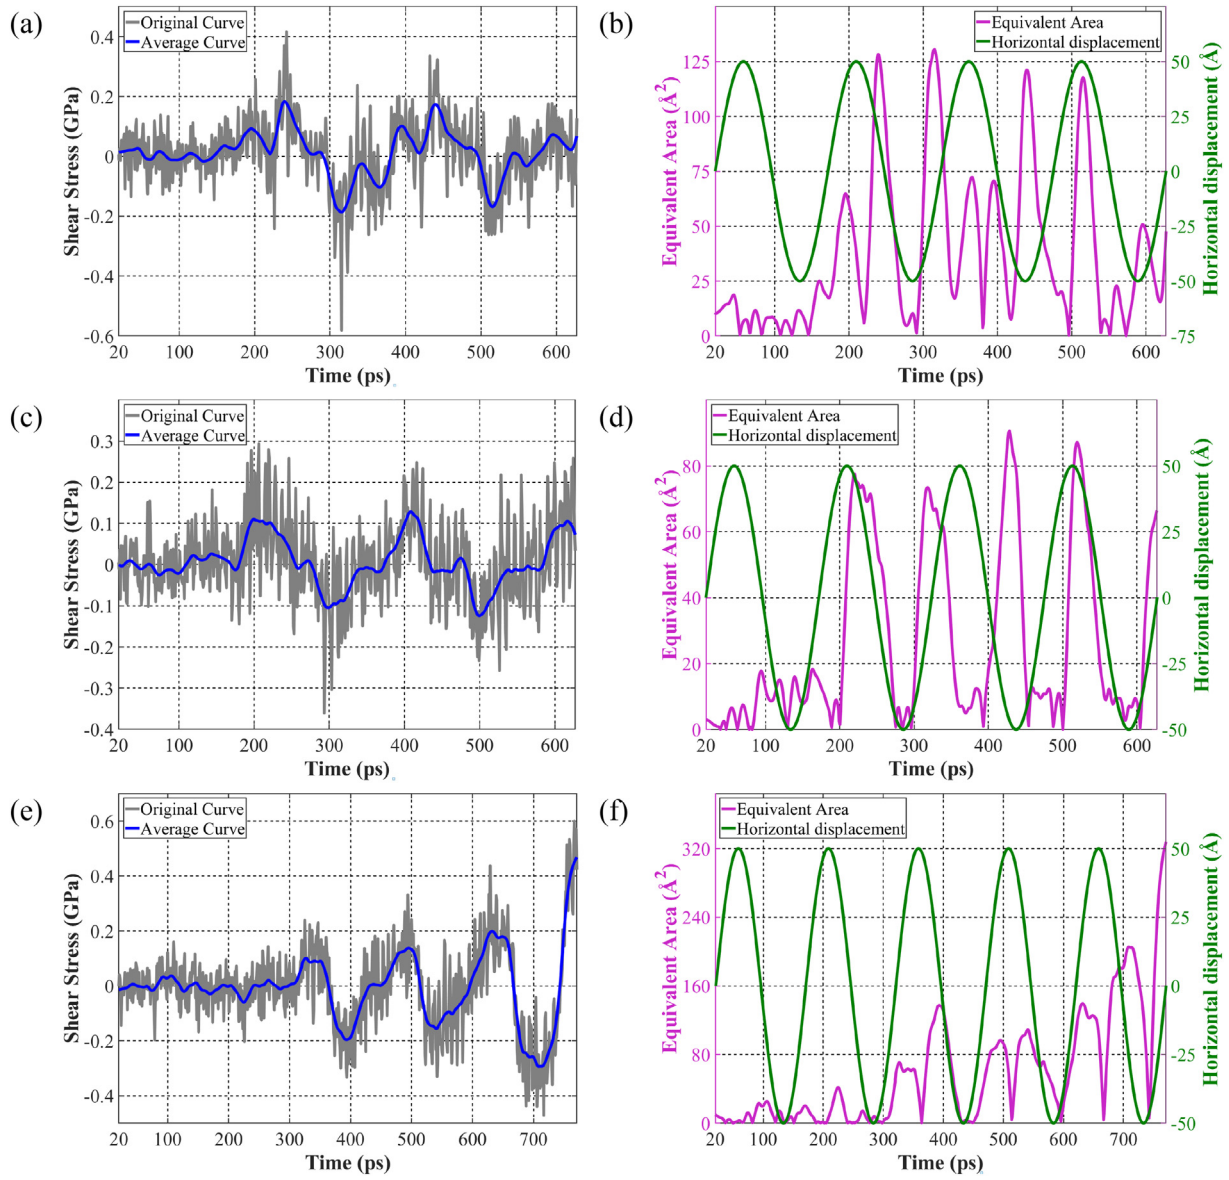 (a)
Original Curve
Average Curve
Shear Stress (GPa)
0.4
0.2
0
-0.2
-0.4
-0.6
20 100 200 300 400 500 600
Time (ps)
(b)
Equivalent Area
Horizontal displacement
Equivalent Area (Å²)
125
100
75
50
25
0
Horizontal displacement (Å)
50
25
0
-25
-50
-75
20 100 200 300 400 500 600
Time (ps)
(c)
Original Curve
Average Curve
Shear Stress (GPa)
0.3
0.2
0.1
0
-0.1
-0.2
-0.3
-0.4
20 100 200 300 400 500 600
Time (ps)
(d)
Equivalent Area
Horizontal displacement
Equivalent Area (Å²)
80
60
40
20
0
Horizontal displacement (Å)
50
25
0
-25
-50
20 100 200 300 400 500 600
Time (ps)
(e)
Original Curve
Average Curve
Shear Stress (GPa)
0.6
0.4
0.2
0
-0.2
-0.4
20 100 200 300 400 500 600 700
Time (ps)
(f)
Equivalent Area
Horizontal displacement
Equivalent Area (Å²)
320
240
160
80
0
Horizontal displacement (Å)
50
25
0
-25
-50
20 100 200 300 400 500 600 700
Time (ps)